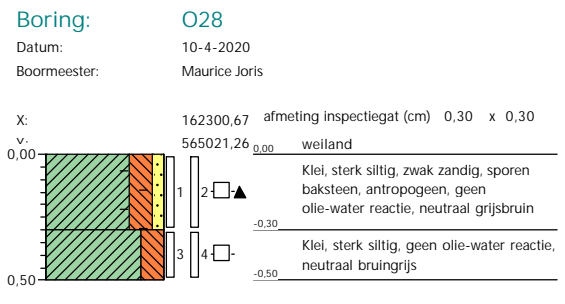 Boring: O28
Datum: 10-4-2020
Boormeester: Maurice Joris
X: 162300,67 afmeting inspectiegat (cm) 0,30 x 0,30
565021,26 0,00 weiland
0,00
Klei, sterk siltig, zwak zandig, sporen
baksteen, antropogeen, geen
1 2
olie-water reactie, neutraal grijsbruin
-0,30
Klei, sterk siltig, geen olie-water reactie,
3 4
neutraal bruingrijs
0,50 -0,50